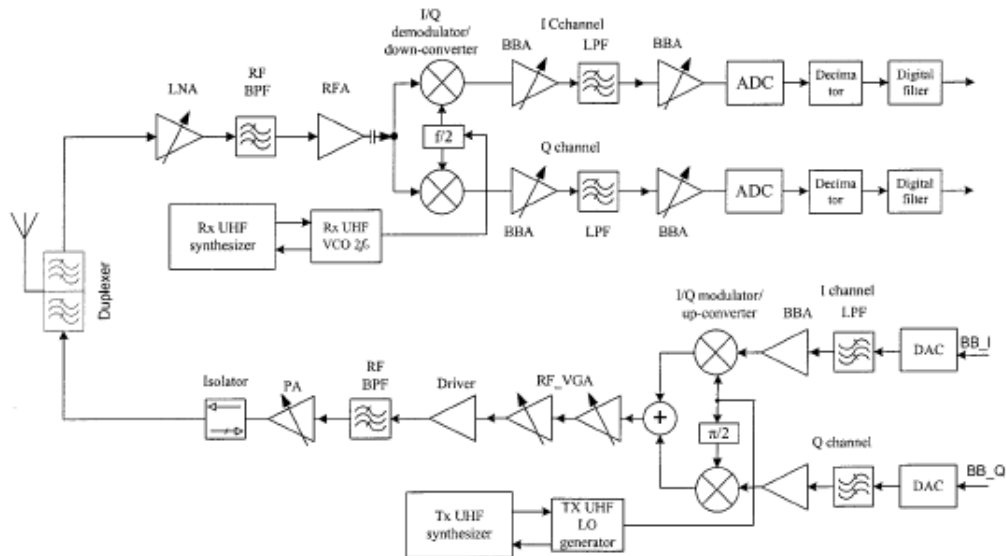 I/Q
demodulator/
down-converter
I Cchannel
BBA
LPF
BBA
LNA
RF
BPF
RFA
ADC
Decima
tor
Digital
filter
f/2
Q channel
ADC
Decima
tor
Digital
filter
BBA
LPF
BBA
Rx UHF
synthesizer
Rx UHF
VCO 2f₀
Duplexer
I/Q modulator/
up-converter
I channel
BBA
LPF
DAC
BB_I
Isolator
PA
RF
BPF
Driver
RF_VGA
+
π/2
Q channel
DAC
BB_Q
Tx UHF
synthesizer
TX UHF
LO
generator